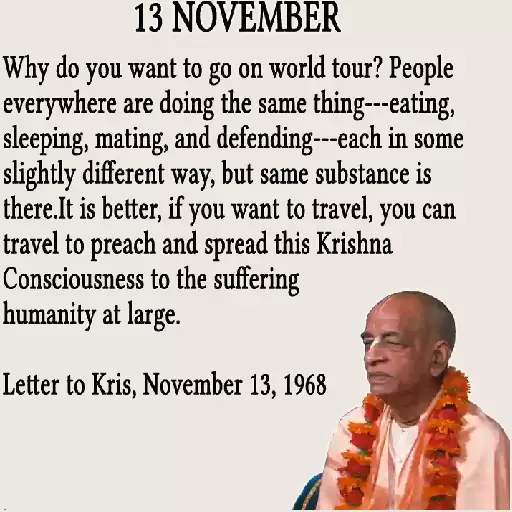 13 NOVEMBER
Why do you want to go on world tour? People
everywhere are doing the same thing---eating,
sleeping, mating, and defending---each in some
slightly different way, but same substance is
there.It is better, if you want to travel, you can
travel to preach and spread this Krishna
Consciousness to the suffering
humanity at large.
Letter to Kris, November 13, 1968